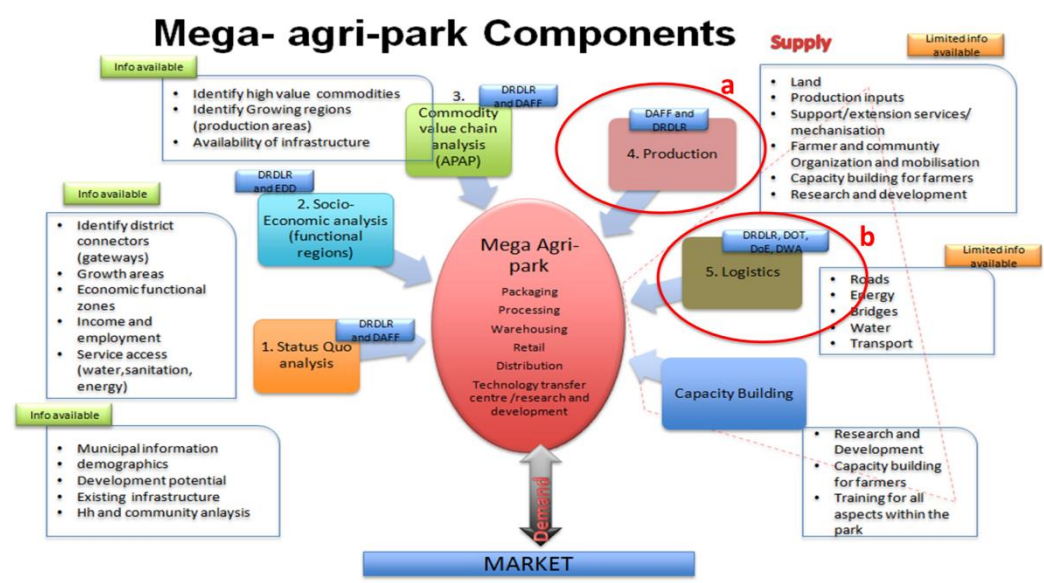 Mega- agri-park Components
Supply
Limited info
available
Info available
Identify high value commodities
Identify Growing regions
(production areas)
Availability of infrastructure
3.
Commodity
value chain
analysis
(APAP)
DRDLR
and DAFF
a
DAFF and
DRDLR
4. Production
Land
Production inputs
Support/extension services/
mechanisation
Farmer and communtiy
Organization and mobilisation
Capacity building for farmers
Research and development
Info available
Identify district
connectors
(gateways)
Growth areas
Economic functional
zones
Income and
employment
Service access
(water,sanitation,
energy)
DRDLR
and EDD
2. Socio-
Economic analysis
(functional
regions)
Mega Agri-
park
Packaging
Processing
Warehousing
Retail
Distribution
Technology transfer
centre /research and
development
b
DRDLR, DOT,
DoE, DWA
5. Logistics
Limited info
available
Roads
Energy
Bridges
Water
Transport
DRDLR
and DAFF
1. Status Quo
analysis
Capacity Building
Info available
Municipal information
demographics
Development potential
Existing infrastructure
Hh and community anlaysis
Research and
Development
Capacity building
for farmers
Training for all
aspects within the
park
Demand
MARKET